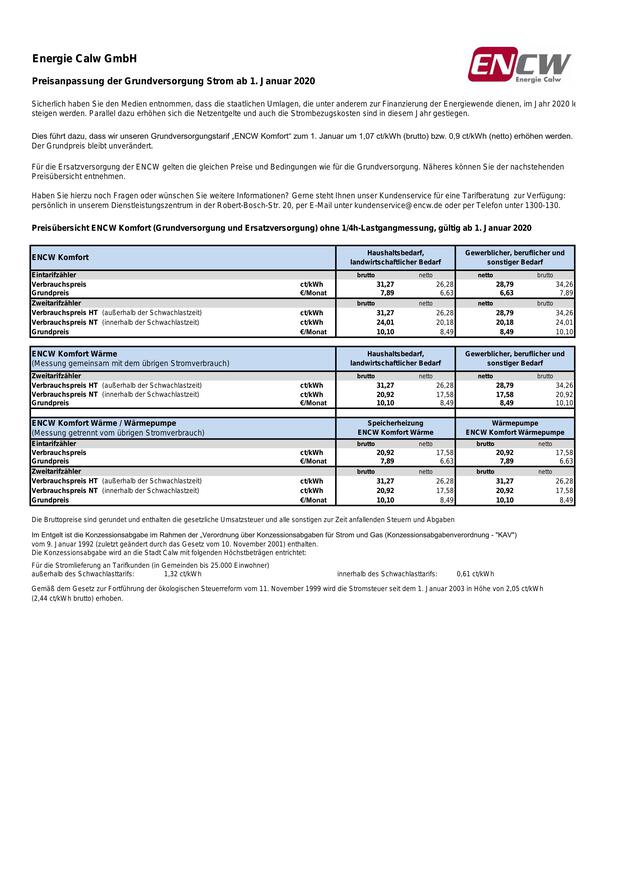 Energie Calw GmbH
ENCW
Energie Calw
Preisanpassung der Grundversorgung Strom ab 1. Januar 2020
Sicherlich haben Sie den Medien entnommen, dass die staatlichen Umlagen, die unter anderem zur Finanzierung der Energiewende dienen, im Jahr 2020 le
steigen werden. Parallel dazu erhöhen sich die Netzentgelte und auch die Strombezugskosten sind in diesem Jahr gestiegen.
Dies führt dazu, dass wir unseren Grundversorgungstarif „ENCW Komfort“ zum 1. Januar um 1,07 ct/kWh (brutto) bzw. 0,9 ct/kWh (netto) erhöhen werden.
Der Grundpreis bleibt unverändert.
Für die Ersatzversorgung der ENCW gelten die gleichen Preise und Bedingungen wie für die Grundversorgung. Näheres können Sie der nachstehenden
Preisübersicht entnehmen.
Haben Sie hierzu noch Fragen oder wünschen Sie weitere Informationen? Gerne steht Ihnen unser Kundenservice für eine Tarifberatung zur Verfügung:
persönlich in unserem Dienstleistungszentrum in der Robert-Bosch-Str. 20, per E-Mail unter kundenservice@encw.de oder per Telefon unter 1300-130.
Preisübersicht ENCW Komfort (Grundversorgung und Ersatzversorgung) ohne 1/4h-Lastgangmessung, gültig ab 1. Januar 2020
ENCW Komfort Haushaltsbedarf, landwirtschaftlicher Bedarf Gewerblicher, beruflicher und sonstiger Bedarf
Eintarifzähler brutto netto netto brutto
Verbrauchspreis ct/kWh 31,27 26,28 28,79 34,26
Grundpreis €/Monat 7,89 6,63 6,63 7,89
Zweitarifzähler
Verbrauchspreis HT (außerhalb der Schwachlastzeit) ct/kWh 31,27 26,28 28,79 34,26
Verbrauchspreis NT (innerhalb der Schwachlastzeit) ct/kWh 24,01 20,18 20,18 24,01
Grundpreis €/Monat 10,10 8,49 8,49 10,10
ENCW Komfort Wärme Haushaltsbedarf, Gewerblicher, beruflicher und
(Messung gemeinsam mit dem übrigen Stromverbrauch) landwirtschaftlicher Bedarf sonstiger Bedarf
Zweitarifzähler brutto netto netto brutto
Verbrauchspreis HT (außerhalb der Schwachlastzeit) ct/kWh 31,27 26,28 28,79 34,26
Verbrauchspreis NT (innerhalb der Schwachlastzeit) ct/kWh 20,92 17,58 17,58 20,92
Grundpreis €/Monat 10,10 8,49 8,49 10,10
ENCW Komfort Wärme / Wärmepumpe Speicherheizung Wärmepumpe
(Messung getrennt vom übrigen Stromverbrauch) ENCW Komfort Wärme ENCW Komfort Wärmepumpe
Eintarifzähler brutto netto brutto netto
Verbrauchspreis ct/kWh 20,92 17,58 20,92 17,58
Grundpreis €/Monat 7,89 6,63 7,89 6,63
Zweitarifzähler
Verbrauchspreis HT (außerhalb der Schwachlastzeit) ct/kWh 31,27 26,28 31,27 26,28
Verbrauchspreis NT (innerhalb der Schwachlastzeit) ct/kWh 20,92 17,58 20,92 17,58
Grundpreis €/Monat 10,10 8,49 10,10 8,49
Die Bruttopreise sind gerundet und enthalten die gesetzliche Umsatzsteuer und alle sonstigen zur Zeit anfallenden Steuern und Abgaben
Im Entgelt ist die Konzessionsabgabe im Rahmen der „Verordnung über Konzessionsabgaben für Strom und Gas (Konzessionsabgabenverordnung - "KAV")
vom 9. Januar 1992 (zuletzt geändert durch das Gesetz vom 10. November 2001) enthalten.
Die Konzessionsabgabe wird an die Stadt Calw mit folgenden Höchstbeträgen entrichtet:
Für die Stromlieferung an Tarifkunden (in Gemeinden bis 25.000 Einwohner)
außerhalb des Schwachlasttarifs: 1,32 ct/kWh innerhalb des Schwachlasttarifs: 0,61 ct/kWh
Gemäß dem Gesetz zur Fortführung der ökologischen Steuerreform vom 11. November 1999 wird die Stromsteuer seit dem 1. Januar 2003 in Höhe von 2,05 ct/kWh
(2,44 ct/kWh brutto) erhoben.